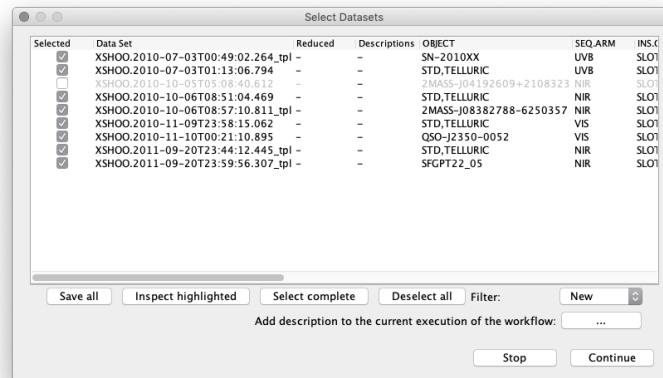 Select Datasets
Selected Data Set Reduced Descriptions OBJECT SEQ.ARM INS.
XSHOO.2010-07-03T00:49:02.264_tpl - - SN-2010XX UVB SLOT
XSHOO.2010-07-03T01:13:06.794 - - STD,TELLURIC UVB SLOT
XSHOO.2010-10-05T05:08:40.612 - - 2MASS-J04192609+2108323 NIR SLOT
XSHOO.2010-10-06T08:51:04.469 - - STD,TELLURIC NIR SLOT
XSHOO.2010-10-06T08:57:10.811_tpl - - 2MASS-J08382788-6250357 NIR SLOT
XSHOO.2010-11-09T23:58:15.062 - - STD,TELLURIC VIS SLOT
XSHOO.2010-11-10T00:21:10.895 - - QSO-J2350-0052 VIS SLOT
XSHOO.2011-09-20T23:44:12.445_tpl - - STD,TELLURIC NIR SLOT
XSHOO.2011-09-20T23:59:56.307_tpl - - SFGPT22_05 NIR SLOT
Save all Inspect highlighted Select complete Deselect all Filter: New
Add description to the current execution of the workflow: ...
Stop Continue